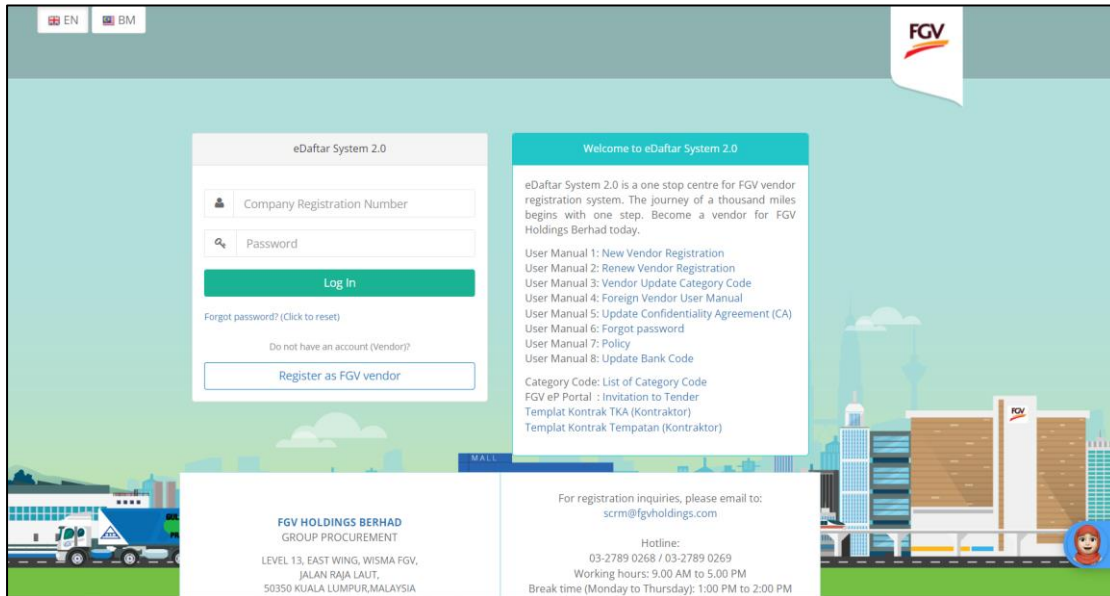 EN
BM
FGV
eDaftar System 2.0
Company Registration Number
Password
Log In
Forgot password? (Click to reset)
Do not have an account (Vendor)?
Register as FGV vendor
Welcome to eDaftar System 2.0
eDaftar System 2.0 is a one stop centre for FGV vendor
registration system. The journey of a thousand miles
begins with one step. Become a vendor for FGV
Holdings Berhad today.
User Manual 1: New Vendor Registration
User Manual 2: Renew Vendor Registration
User Manual 3: Vendor Update Category Code
User Manual 4: Foreign Vendor User Manual
User Manual 5: Update Confidentiality Agreement (CA)
User Manual 6: Forgot password
User Manual 7: Policy
User Manual 8: Update Bank Code
Category Code: List of Category Code
FGV eP Portal : Invitation to Tender
Templat Kontrak TKA (Kontraktor)
Templat Kontrak Tempatan (Kontraktor)
MALL
FGV
FGV HOLDINGS BERHAD
GROUP PROCUREMENT
LEVEL 13, EAST WING, WISMA FGV,
JALAN RAJA LAUT,
50350 KUALA LUMPUR,MALAYSIA
For registration inquiries, please email to:
scrm@fgvholdings.com
Hotline:
03-2789 0268 / 03-2789 0269
Working hours: 9.00 AM to 5.00 PM
Break time (Monday to Thursday): 1:00 PM to 2:00 PM